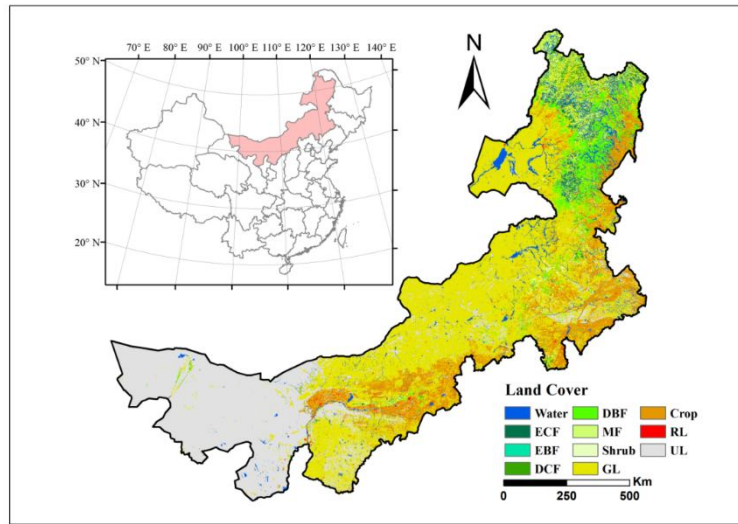 70° E 80° E 90° E 100° E 110° E 120° E 130° E 140° E
50° N
40° N
30° N
20° N
N
Land Cover
Water DBF Crop
ECF MF RL
EBF Shrub UL
DCF GL
Km
0 250 500